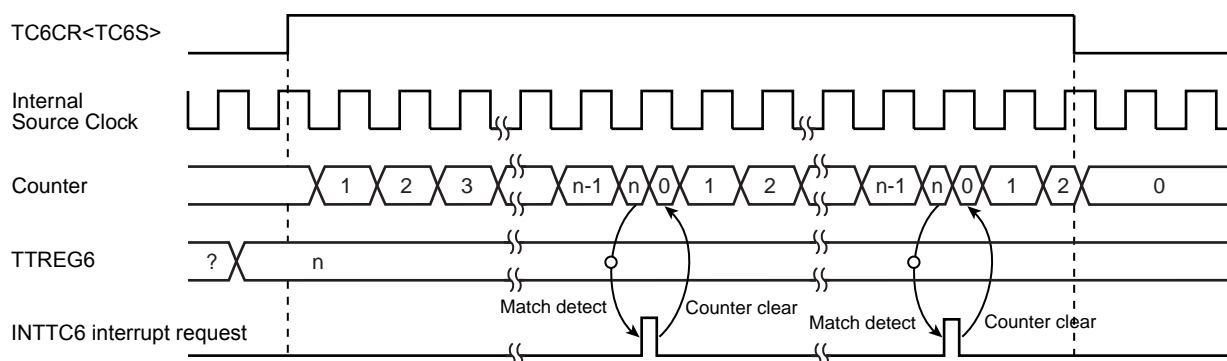 TC6CR<TC6S>
Internal
Source Clock
Counter
1 2 3 n-1 n 0 1 2 n-1 n 0 1 2 0
TTREG6
? n
Match detect Counter clear Match detect Counter clear
INTTC6 interrupt request